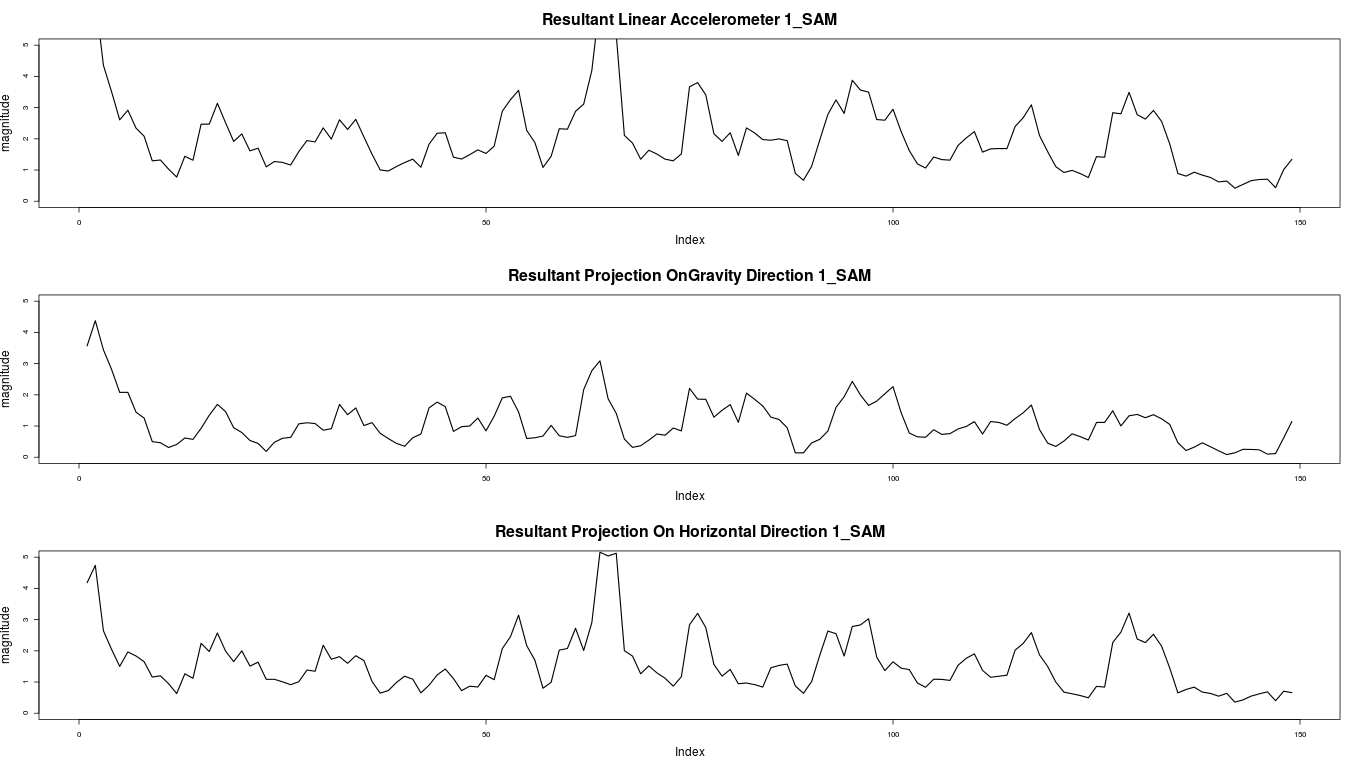 Resultant Linear Accelerometer 1_SAM
magnitude
5
4
3
2
1
0
0 50 100 150
Index
Resultant Projection OnGravity Direction 1_SAM
magnitude
5
4
3
2
1
0
0 50 100 150
Index
Resultant Projection On Horizontal Direction 1_SAM
magnitude
5
4
3
2
1
0
0 50 100 150
Index